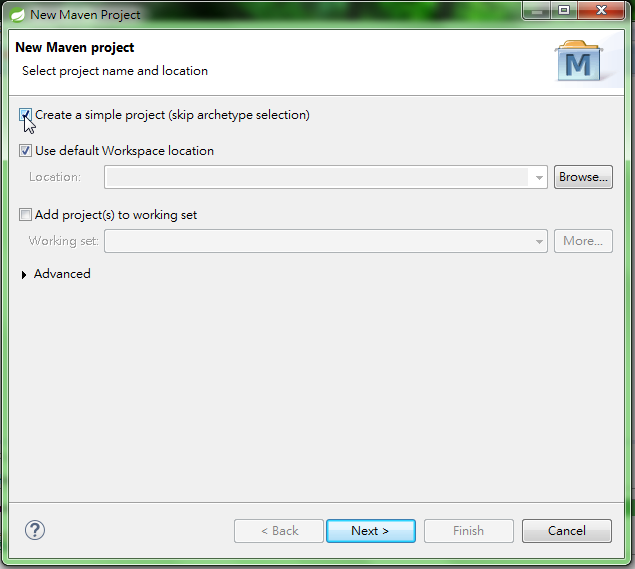 New Maven Project
New Maven project
Select project name and location
M
Create a simple project (skip archetype selection)
Use default Workspace location
Location:
Browse...
Add project(s) to working set
Working set:
More...
Advanced
?
< Back
Next >
Finish
Cancel